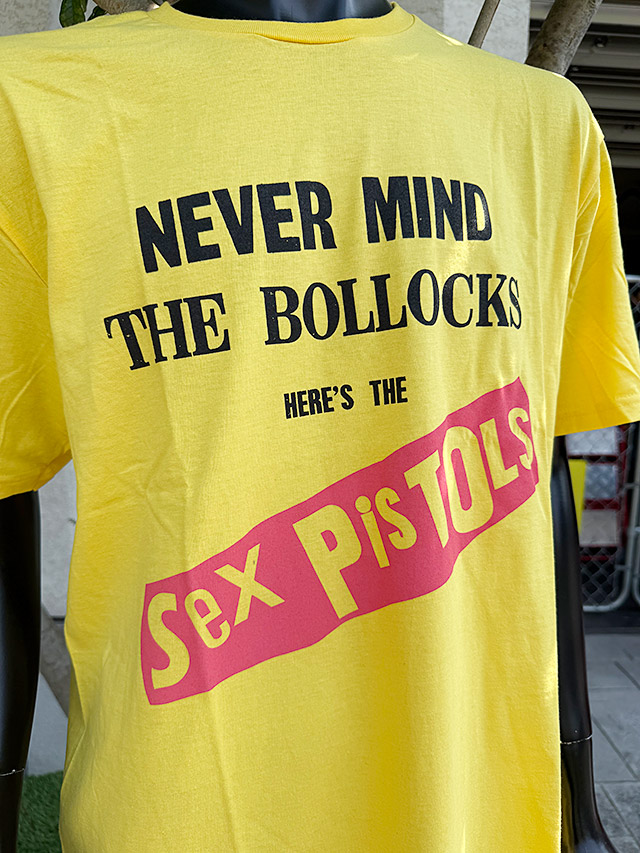 NEVER MIND
THE BOLLOCKS
HERE'S THE
Sex PisTOLS